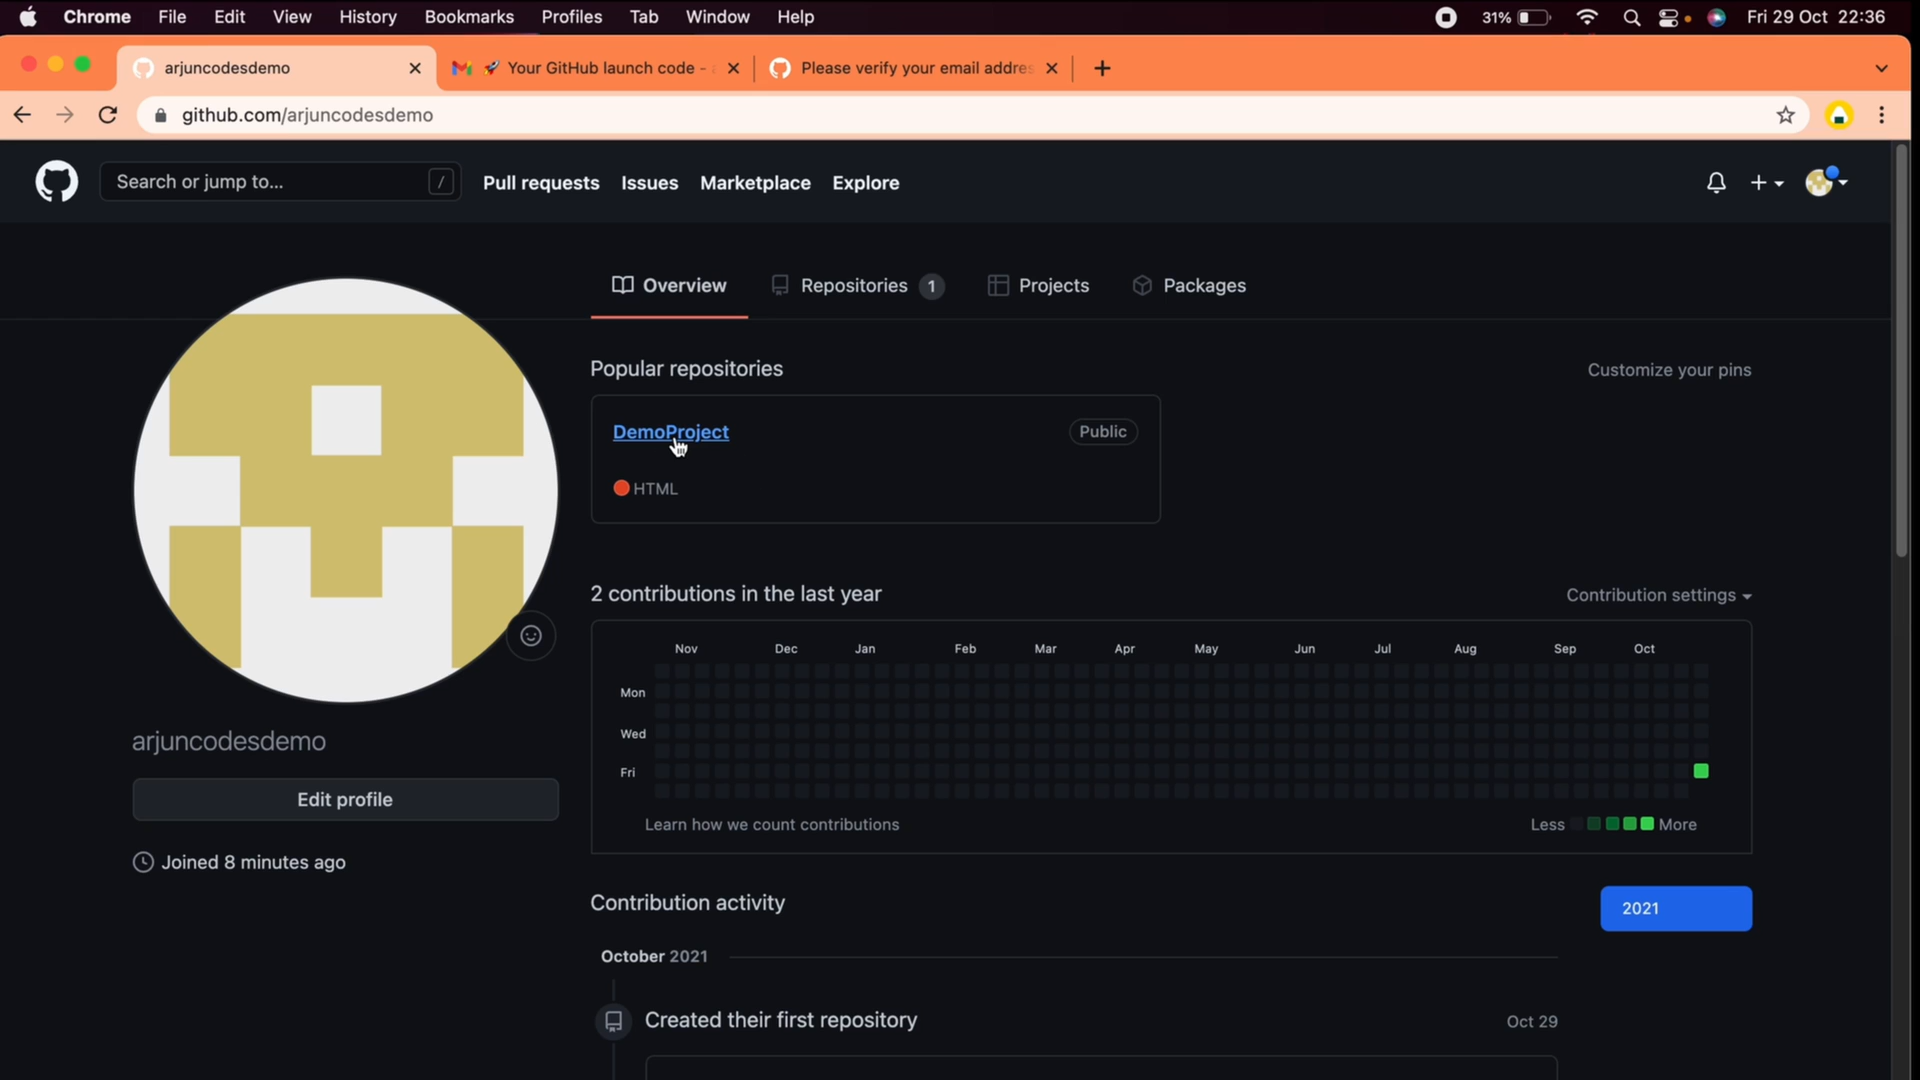 Chrome File Edit View History Bookmarks Profiles Tab Window Help 31% Fri 29 Oct 22:36
arjuncodesdemo Your GitHub launch code - Please verify your email addres
github.com/arjuncodesdemo
Search or jump to... / Pull requests Issues Marketplace Explore
Overview Repositories 1 Projects Packages
Popular repositories Customize your pins
DemoProject Public
HTML
2 contributions in the last year Contribution settings
Nov Dec Jan Feb Mar Apr May Jun Jul Aug Sep Oct
Mon
Wed
Fri
Learn how we count contributions Less More
arjuncodesdemo
Edit profile
Joined 8 minutes ago
Contribution activity 2021
October 2021
Created their first repository Oct 29